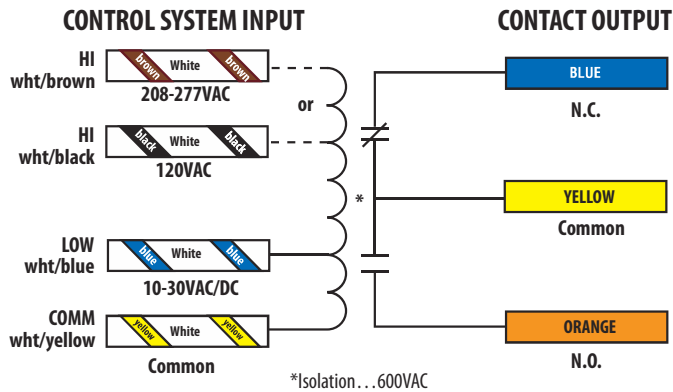 CONTROL SYSTEM INPUT
CONTACT OUTPUT
HI
wht/brown
brown White brown
208-277VAC
or
HI
wht/black
black White black
120VAC
LOW
wht/blue
blue White blue
10-30VAC/DC
COMM
wht/yellow
yellow White yellow
Common
*
BLUE
N.C.
YELLOW
Common
ORANGE
N.O.
*Isolation...600VAC